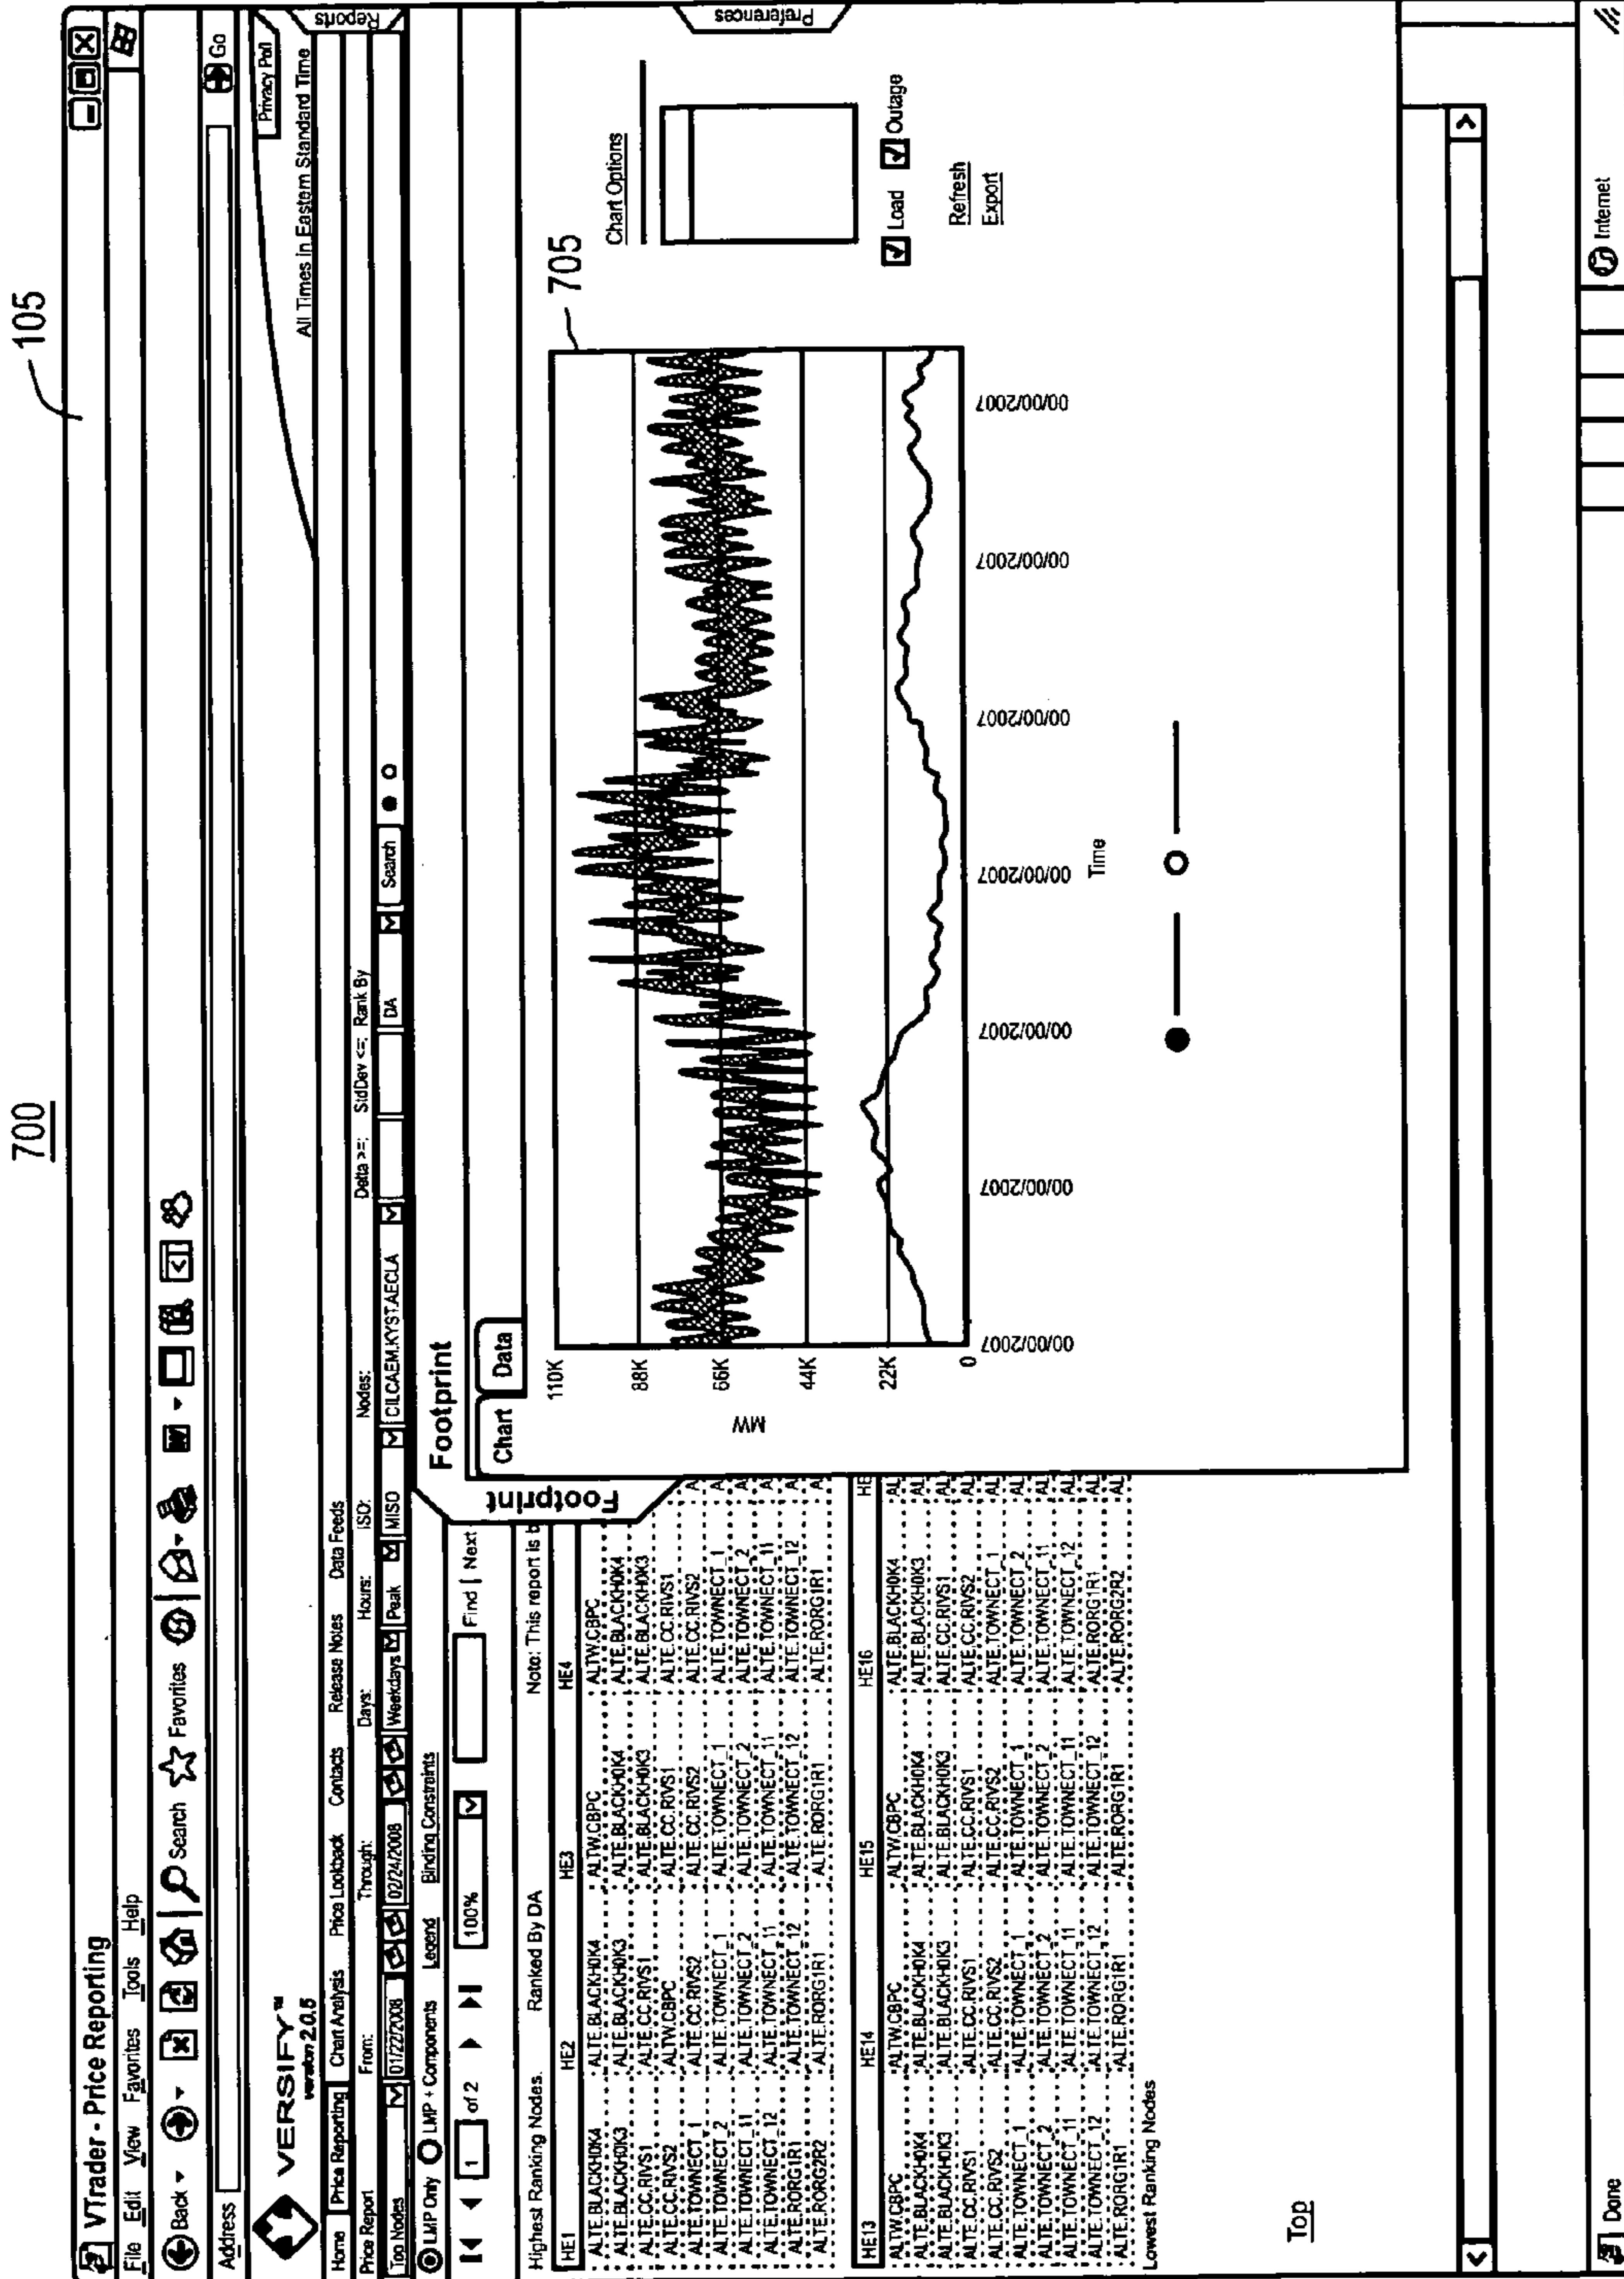 700
105
VTrader - Price Reporting
File Edit View Favorites Tools Help
Back Search Favorites
Address Go
VERSIFY™
version 2.0.5
Privacy Poll
All Times in Eastern Standard Time
Home Price Reporting Chart Analysis Price Lookback Contacts Release Notes Data Feeds
Reports
Price Report From: Through: Days: Hours: ISO: Nodes: Delta >=; StdDev <=; Rank By
Top Nodes 01/22/2008 02/24/2008 Weekdays Peak MISO CILCAEM.KYSTAECLA DA Search
LMP Only LMP + Components Legend Binding Constraints
1 of 2 100% Find | Next
Highest Ranking Nodes. Ranked By DA Note: This report is b
HE1 HE2 HE3 HE4
ALTE.BLACKH0K4 ALTE.BLACKH0K4 ALTW.CBPC ALTW.CBPC
ALTE.BLACKH0K3 ALTE.BLACKH0K3 ALTE.BLACKH0K4 ALTE.BLACKH0K4
ALTE.CC.RIVS1 ALTE.CC.RIVS1 ALTE.BLACKH0K3 ALTE.BLACKH0K3
ALTE.CC.RIVS2 ALTW.CBPC ALTE.CC.RIVS1 ALTE.CC.RIVS1
ALTE.TOWNECT_1 ALTE.CC.RIVS2 ALTE.CC.RIVS2 ALTE.CC.RIVS2 A
ALTE.TOWNECT_2 ALTE.TOWNECT_1 ALTE.TOWNECT_1 ALTE.TOWNECT_1 A
ALTE.TOWNECT_11 ALTE.TOWNECT_2 ALTE.TOWNECT_2 ALTE.TOWNECT_2 A
ALTE.TOWNECT_12 ALTE.TOWNECT_11 ALTE.TOWNECT_11 ALTE.TOWNECT_11 A
ALTE.RORG1R1 ALTE.TOWNECT_12 ALTE.TOWNECT_12 ALTE.TOWNECT_12 A
ALTE.RORG2R2 ALTE.RORG1R1 ALTE.RORG1R1 ALTE.RORG1R1 A
HE13 HE14 HE15 HE16 HE
ALTW.CBPC ALTW.CBPC ALTW.CBPC ALTE.BLACKH0K4 AL
ALTE.BLACKH0K4 ALTE.BLACKH0K4 ALTE.BLACKH0K4 ALTE.BLACKH0K3 AL
ALTE.BLACKH0K3 ALTE.BLACKH0K3 ALTE.BLACKH0K3 ALTE.CC.RIVS1 AL
ALTE.CC.RIVS1 ALTE.CC.RIVS1 ALTE.CC.RIVS1 ALTE.CC.RIVS2 AL
ALTE.CC.RIVS2 ALTE.CC.RIVS2 ALTE.CC.RIVS2 ALTE.TOWNECT_1 AL
ALTE.TOWNECT_1 ALTE.TOWNECT_1 ALTE.TOWNECT_1 ALTE.TOWNECT_2 AL
ALTE.TOWNECT_2 ALTE.TOWNECT_2 ALTE.TOWNECT_2 ALTE.TOWNECT_11 AL
ALTE.TOWNECT_11 ALTE.TOWNECT_11 ALTE.TOWNECT_11 ALTE.TOWNECT_12 AL
ALTE.TOWNECT_12 ALTE.TOWNECT_12 ALTE.TOWNECT_12 ALTE.RORG1R1 AL
ALTE.RORG1R1 ALTE.RORG1R1 ALTE.RORG1R1 ALTE.RORG2R2 AL
Lowest Ranking Nodes
Top
Footprint
Footprint
Chart Data
705
MW
110K
88K
66K
44K
22K
0
00/00/2007 00/00/2007 00/00/2007 00/00/2007 00/00/2007 00/00/2007 00/00/2007
Time
Chart Options
Load Outage
Refresh
Export
Preferences
Done Internet